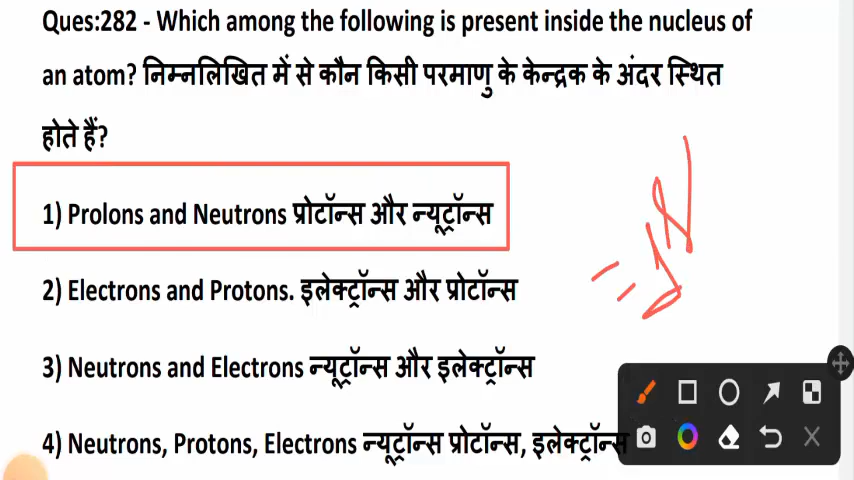 Ques:282 - Which among the following is present inside the nucleus of
an atom? निम्नलिखित में से कौन किसी परमाणु के केन्द्रक के अंदर स्थित
होते हैं?
1) Prolons and Neutrons प्रोटॉन्स और न्यूट्रॉन्स
2) Electrons and Protons. इलेक्ट्रॉन्स और प्रोटॉन्स
3) Neutrons and Electrons न्यूट्रॉन्स और इलेक्ट्रॉन्स
4) Neutrons, Protons, Electrons न्यूट्रॉन्स प्रोटॉन्स, इलेक्ट्रॉन्स